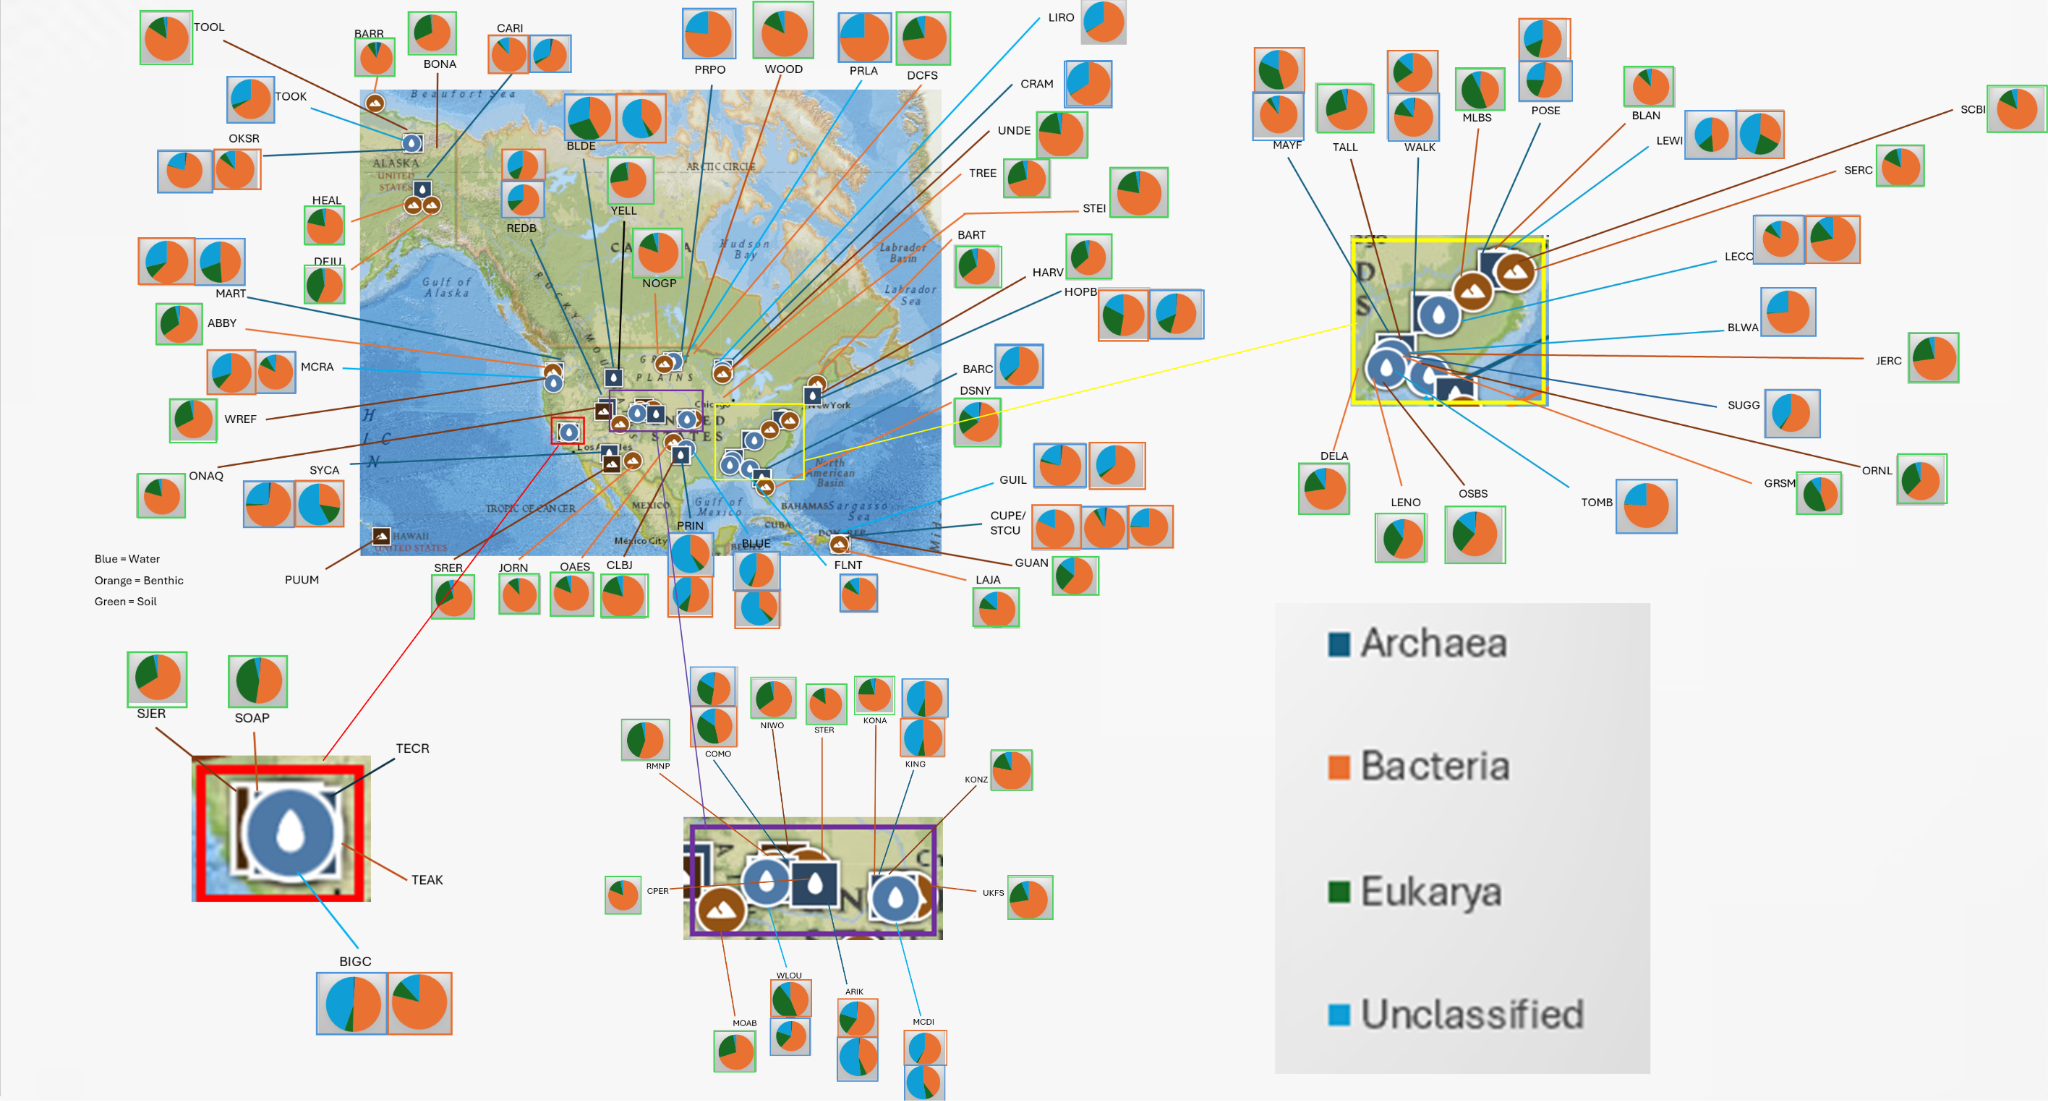 TOOL
BARR
BONA
CARI
PRPO
WOOD
PRLA
DCFS
LIRO
TOOK
OKSR
BLDE
CRAM
UNDE
TREE
STEI
BART
HARV
HOPB
HEAL
DEJU
MART
ABBY
MCRA
WREF
ONAQ
SYCA
PUUM
REDB
YELL
NOGP
BARC
DSNY
GUIL
CUPE/
STCU
GUAN
LAJA
FLNT
BLUE
PRIN
CLBJ
OAES
JORN
SRER
Beaufort Sea
ALASKA
UNITED
STATES
ARCTIC CIRCLE
Gulf of
Alaska
Hudson
Bay
Labrador
Basin
Labrador
Sea
ROCKY MOU
GR
PLAINS
Chicago
New York
STATES
Los Angeles
North
American
Basin
Gulf of
Mexico
BAHAMAS
Sargasso
Sea
TROPIC OF CANCER
MEXICO
CUBA
Mexico City
HAWAII
UNITED STATES
Blue = Water
Orange = Benthic
Green = Soil
MAYF
TALL
WALK
MLBS
POSE
BLAN
LEWI
SCBI
SERC
LECO
BLWA
JERC
SUGG
ORNL
GRSM
TOMB
OSBS
LENO
DELA
D
S
SJER
SOAP
TECR
TEAK
BIGC
RMNP
COMO
NIWO
STER
KONA
KING
KONZ
CPER
UKFS
MOAB
WLOU
ARIK
MCDI
Archaea
Bacteria
Eukarya
Unclassified